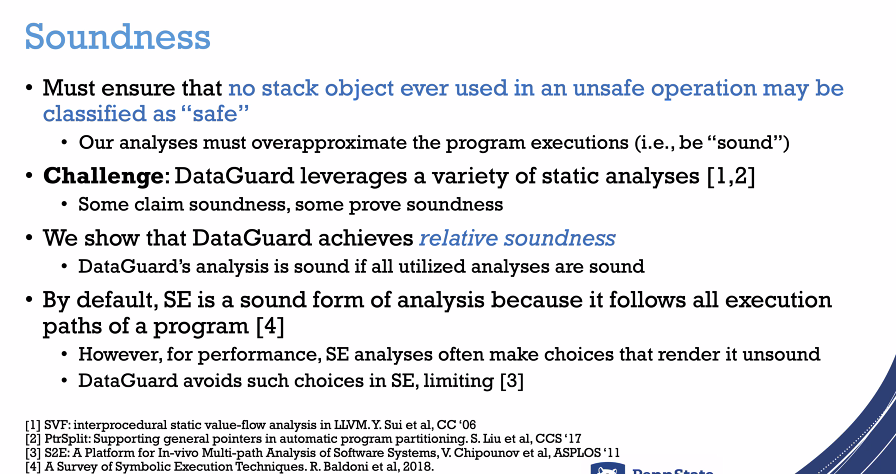 Soundness
• Must ensure that no stack object ever used in an unsafe operation may be
classified as “safe”
• Our analyses must overapproximate the program executions (i.e., be “sound”)
• Challenge: DataGuard leverages a variety of static analyses [1,2]
• Some claim soundness, some prove soundness
• We show that DataGuard achieves relative soundness
• DataGuard’s analysis is sound if all utilized analyses are sound
• By default, SE is a sound form of analysis because it follows all execution
paths of a program [4]
• However, for performance, SE analyses often make choices that render it unsound
• DataGuard avoids such choices in SE, limiting [3]
[1] SVF: interprocedural static value-flow analysis in LLVM. Y. Sui et al, CC ‘06
[2] PtrSplit: Supporting general pointers in automatic program partitioning. S. Liu et al, CCS ‘17
[3] S2E: A Platform for In-vivo Multi-path Analysis of Software Systems, V. Chipounov et al, ASPLOS ‘11
[4] A Survey of Symbolic Execution Techniques. R. Baldoni et al, 2018.
PennState